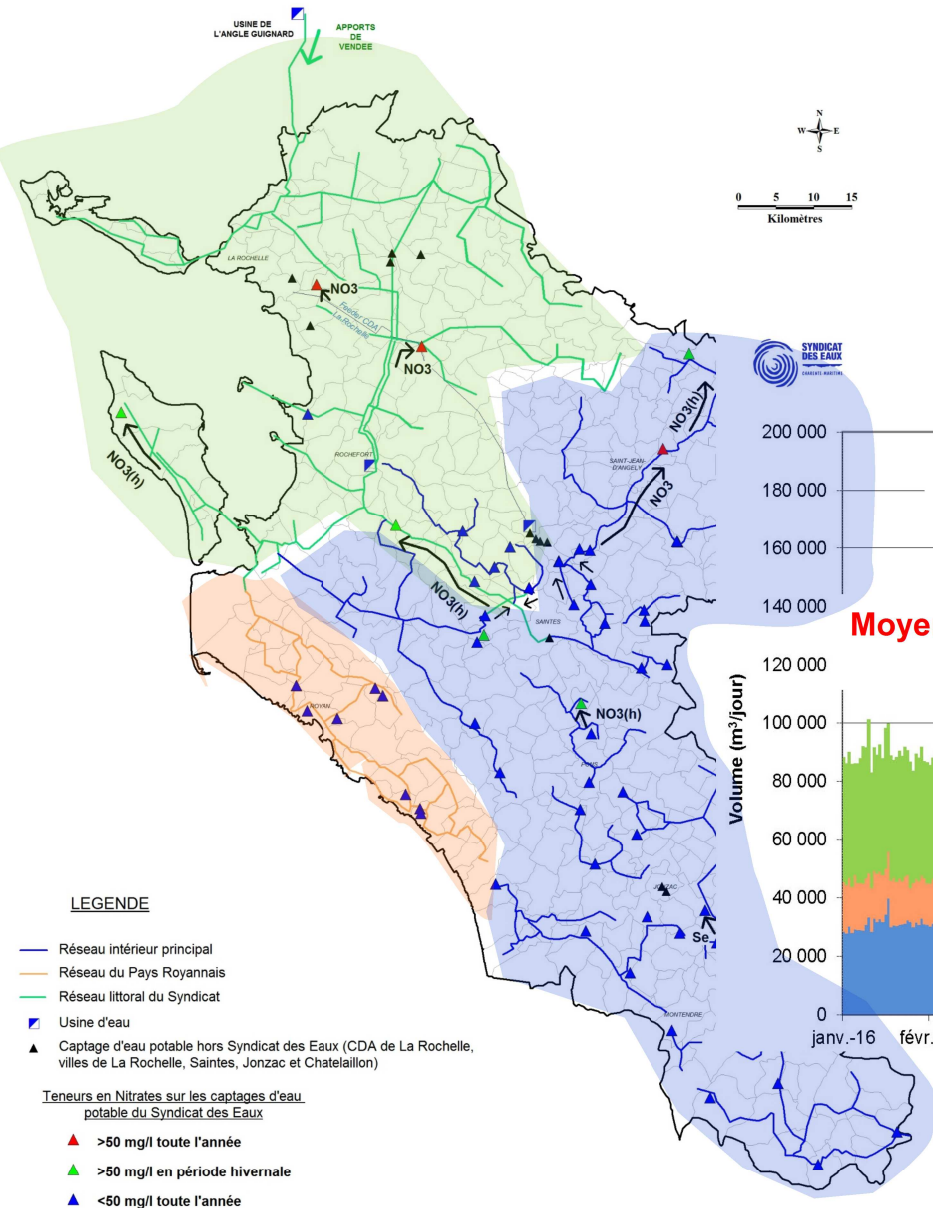 USINE DE
L'ANGLE GUIGNARD
APPORTS
DE
VENDEE
N
W E
S
0 5 10 15
Kilomètres
LA ROCHELLE
NO3
Feeder CDA
La Rochelle
NO3
SYNDICAT
DES EAUX
CHARENTE-MARITIME
NO3(h)
NO3(h)
ROCHEFORT
SAINT-JEAN-
D'ANGELY
NO3
NO3(h)
SAINTES
ROYAN
NO3(h)
PONS
JONZAC
Se
MONTENDRE
200 000
180 000
160 000
140 000
Moye
120 000
100 000
80 000
60 000
40 000
20 000
0
Volume (m³/jour)
janv.-16 févr.
LEGENDE
Réseau intérieur principal
Réseau du Pays Royannais
Réseau littoral du Syndicat
Usine d'eau
Captage d'eau potable hors Syndicat des Eaux (CDA de La Rochelle,
villes de La Rochelle, Saintes, Jonzac et Chatelaillon)
Teneurs en Nitrates sur les captages d'eau
potable du Syndicat des Eaux
>50 mg/l toute l'année
>50 mg/l en période hivernale
<50 mg/l toute l'année